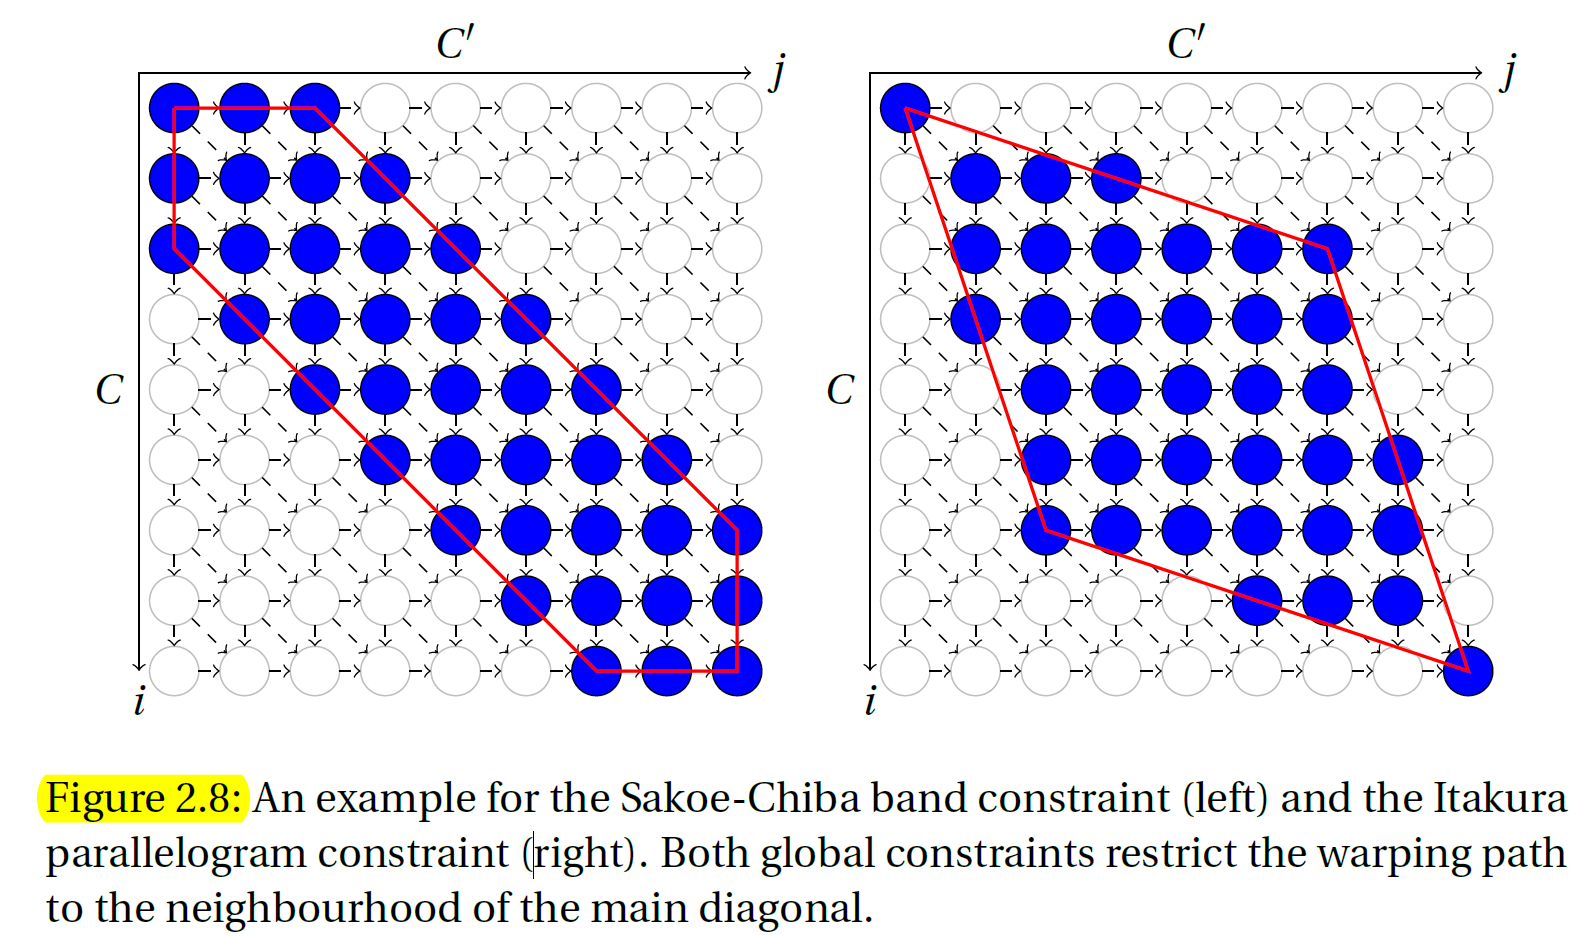 C′
j
C
i
C′
j
C
i
Figure 2.8: An example for the Sakoe-Chiba band constraint (left) and the Itakura
parallelogram constraint (right). Both global constraints restrict the warping path
to the neighbourhood of the main diagonal.